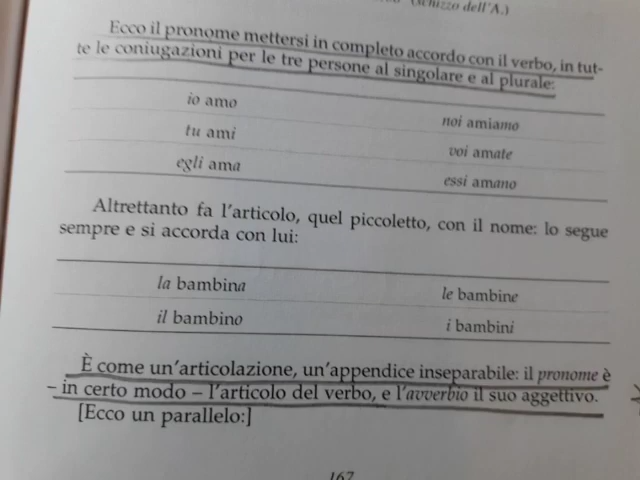 (schizzo dell'A.)
Ecco il pronome mettersi in completo accordo con il verbo, in tut-
te le coniugazioni per le tre persone al singolare e al plurale:
io amo noi amiamo
tu ami voi amate
egli ama essi amano
Altrettanto fa l'articolo, quel piccoletto, con il nome: lo segue
sempre e si accorda con lui:
la bambina le bambine
il bambino i bambini
È come un'articolazione, un'appendice inseparabile: il pronome è
– in certo modo – l'articolo del verbo, e l'avverbio il suo aggettivo.
[Ecco un parallelo:]
167